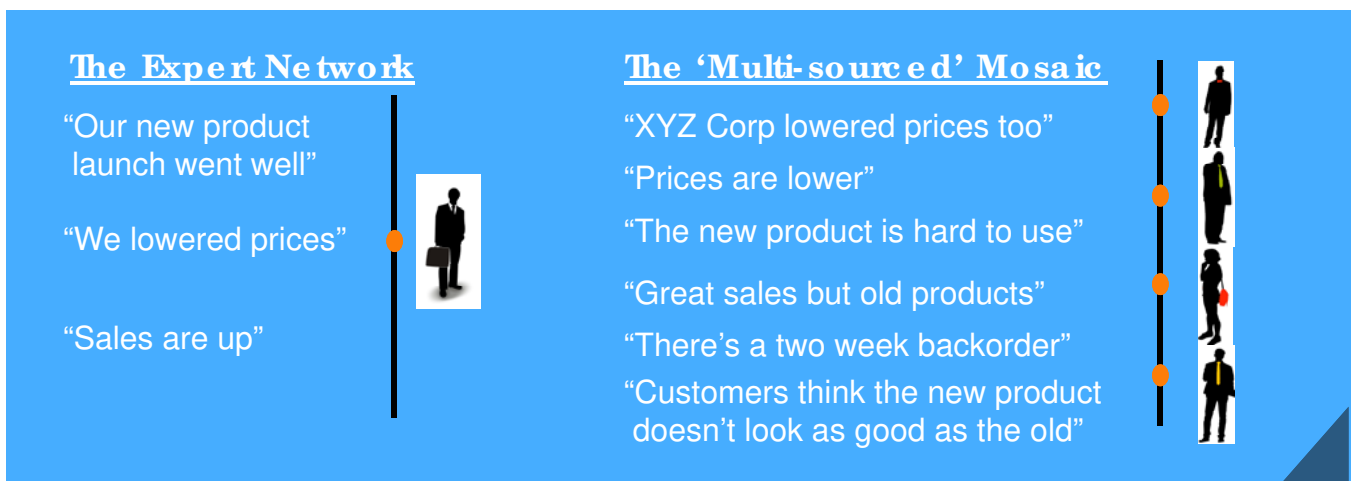 The Expert Network
“Our new product
launch went well”
“We lowered prices”
“Sales are up”
The ‘Multi-sourced’ Mosaic
“XYZ Corp lowered prices too”
“Prices are lower”
“The new product is hard to use”
“Great sales but old products”
“There’s a two week backorder”
“Customers think the new product
doesn’t look as good as the old”